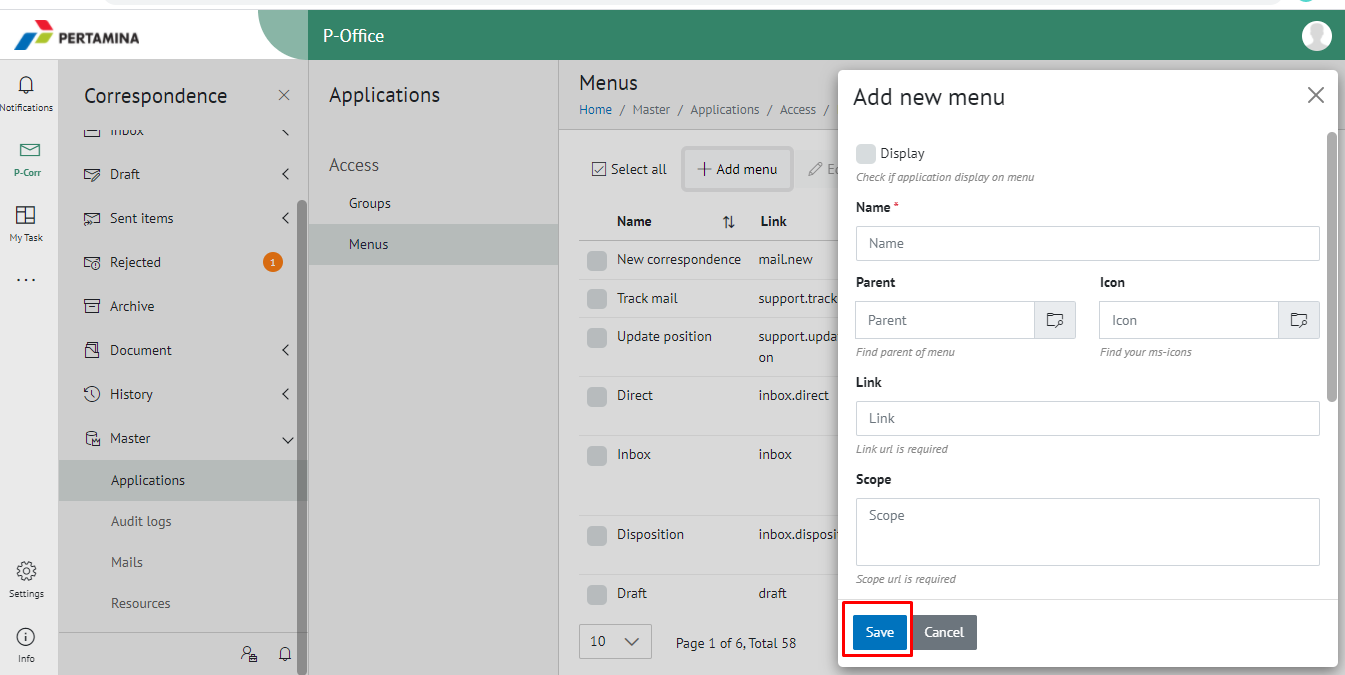 PERTAMINA
P-Office
Notifications
P-Corr
My Task
Settings
Info
Correspondence
Inbox
Draft
Sent items
Rejected
1
Archive
Document
History
Master
Applications
Audit logs
Mails
Resources
Applications
Access
Groups
Menus
Menus
Home / Master / Applications / Access /
Select all
Add menu
Name
Link
New correspondence mail.new
Track mail support.track
Update position support.upda
on
Direct inbox.direct
Inbox inbox
Disposition inbox.disposit
Draft draft
10
Page 1 of 6, Total 58
Add new menu
Display
Check if application display on menu
Name *
Name
Parent Icon
Parent Icon
Find parent of menu Find your ms-icons
Link
Link
Link url is required
Scope
Scope
Scope url is required
Save Cancel